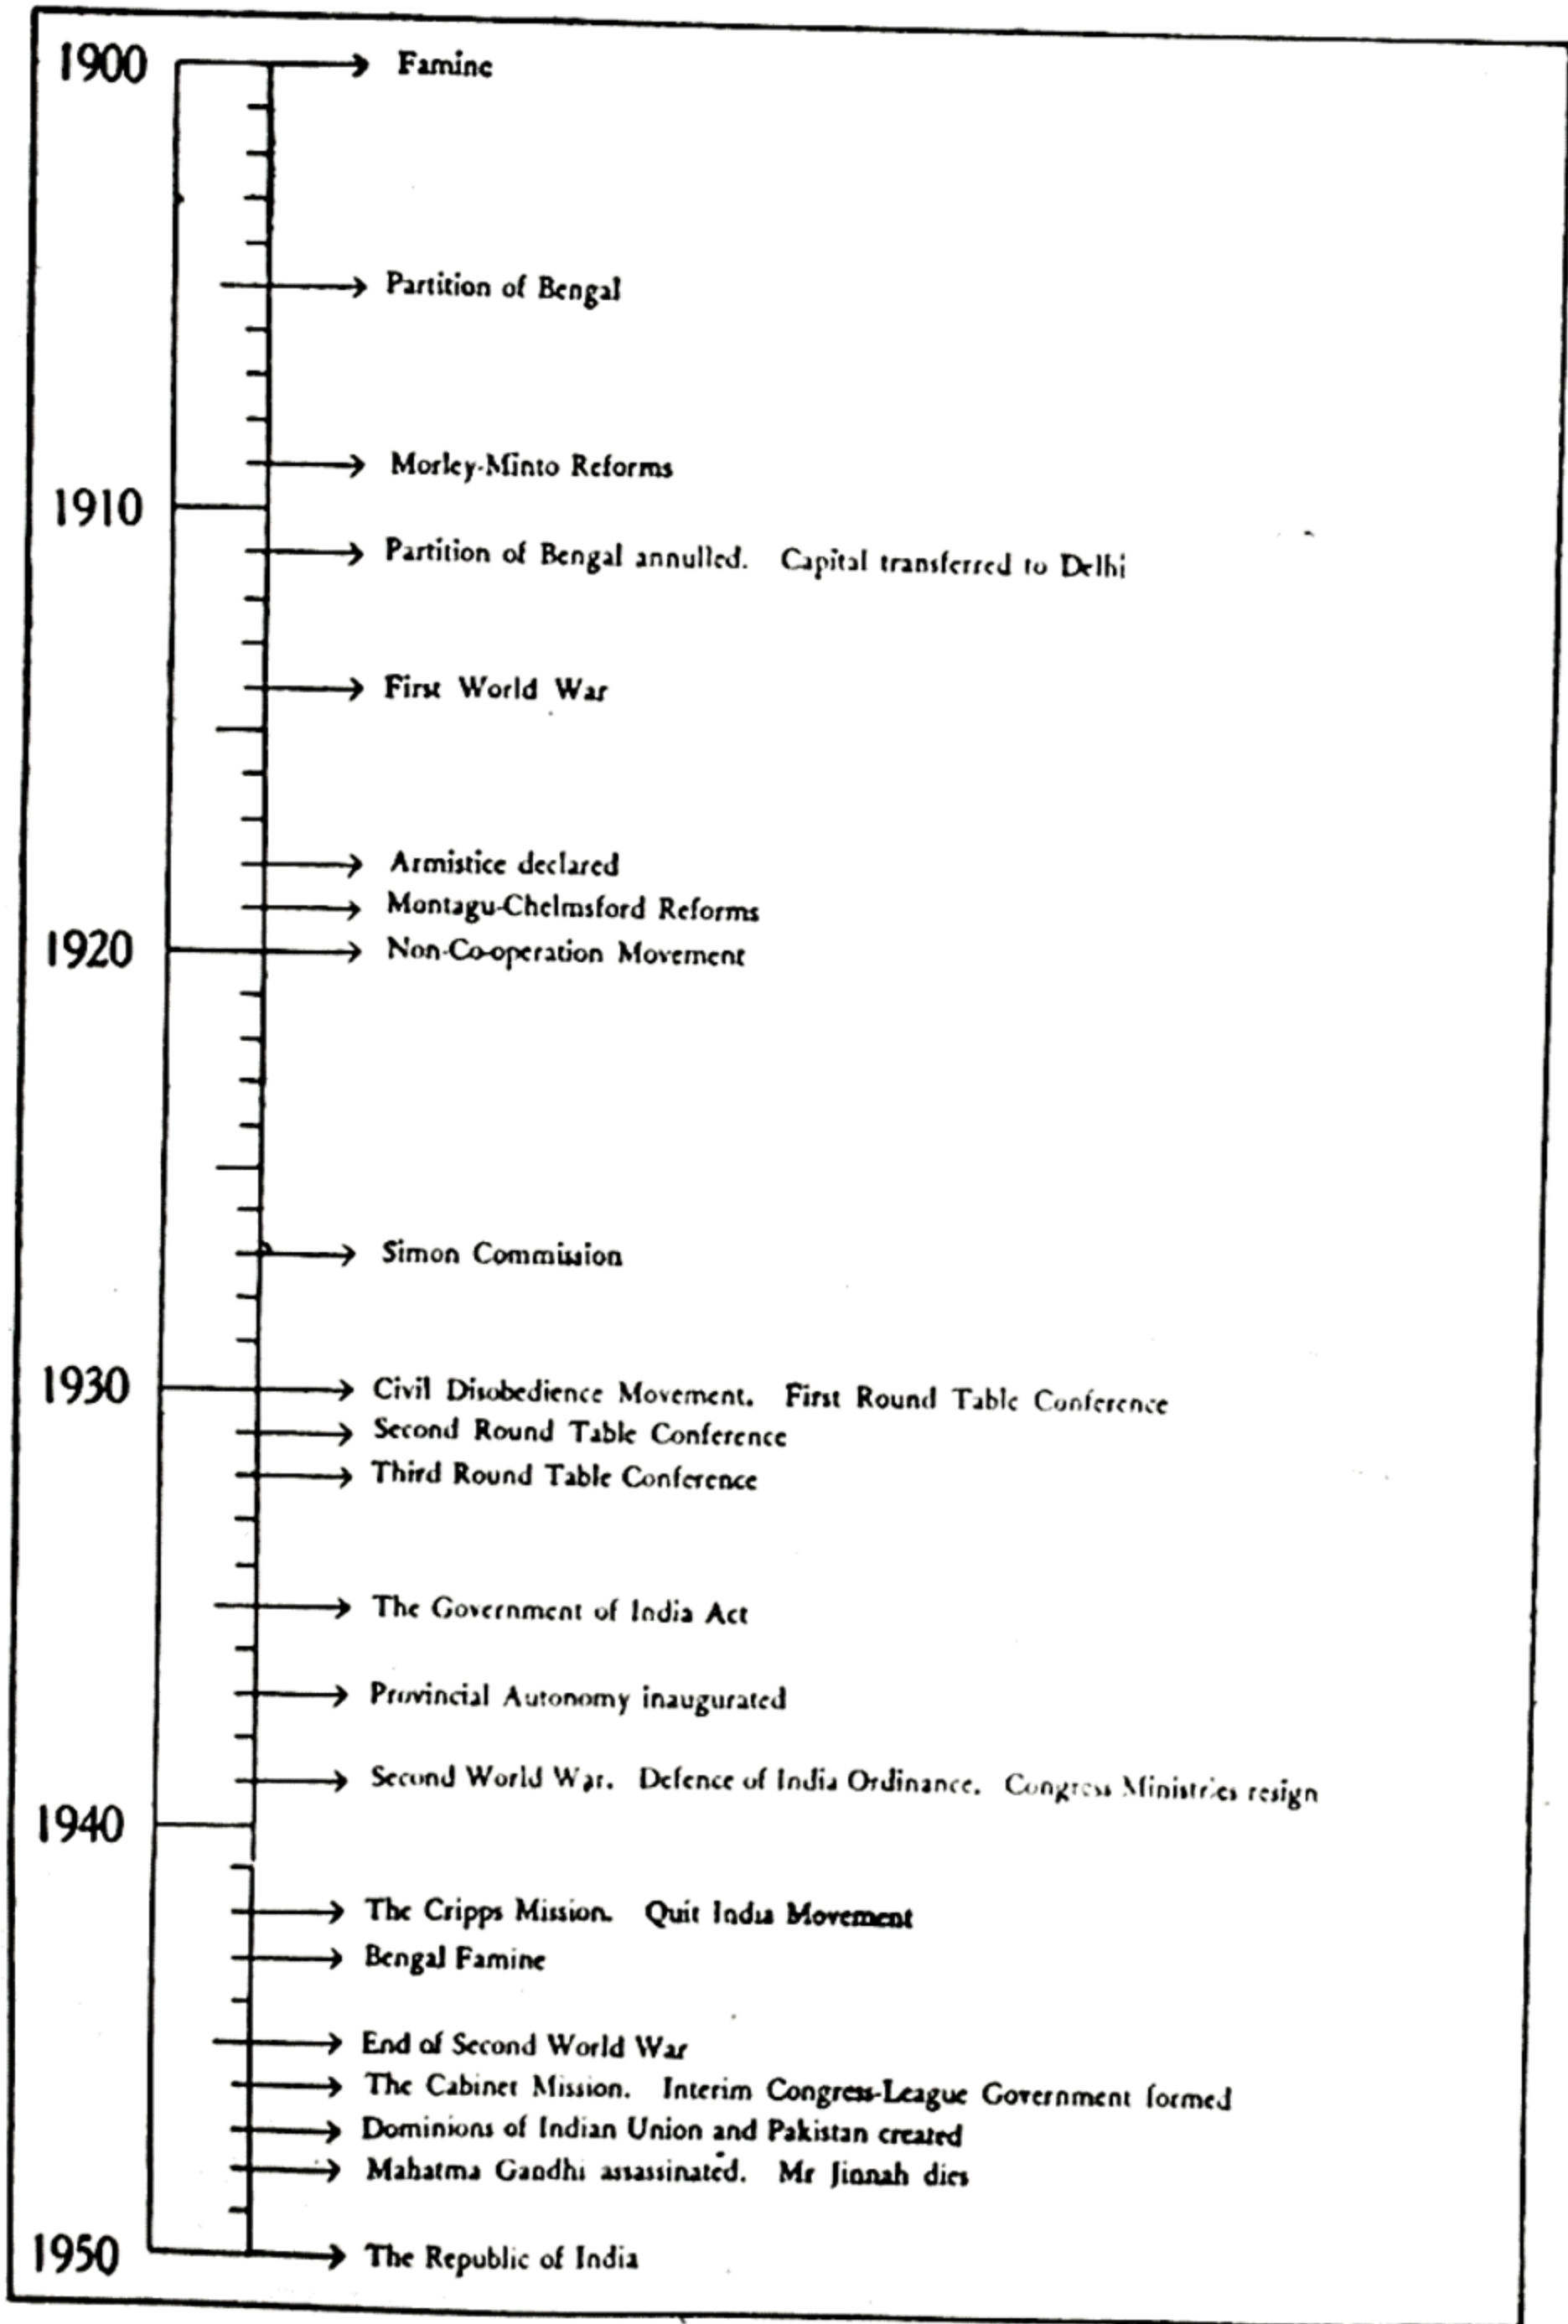 1900 Famine
Partition of Bengal
Morley-Minto Reforms
1910
Partition of Bengal annulled. Capital transferred to Delhi
First World War
Armistice declared
Montagu-Chelmsford Reforms
1920 Non-Co-operation Movement
Simon Commission
1930 Civil Disobedience Movement. First Round Table Conference
Second Round Table Conference
Third Round Table Conference
The Government of India Act
Provincial Autonomy inaugurated
Second World War. Defence of India Ordinance. Congress Ministries resign
1940
The Cripps Mission. Quit India Movement
Bengal Famine
End of Second World War
The Cabinet Mission. Interim Congress-League Government formed
Dominions of Indian Union and Pakistan created
Mahatma Gandhi assassinated. Mr Jinnah dies
1950 The Republic of India